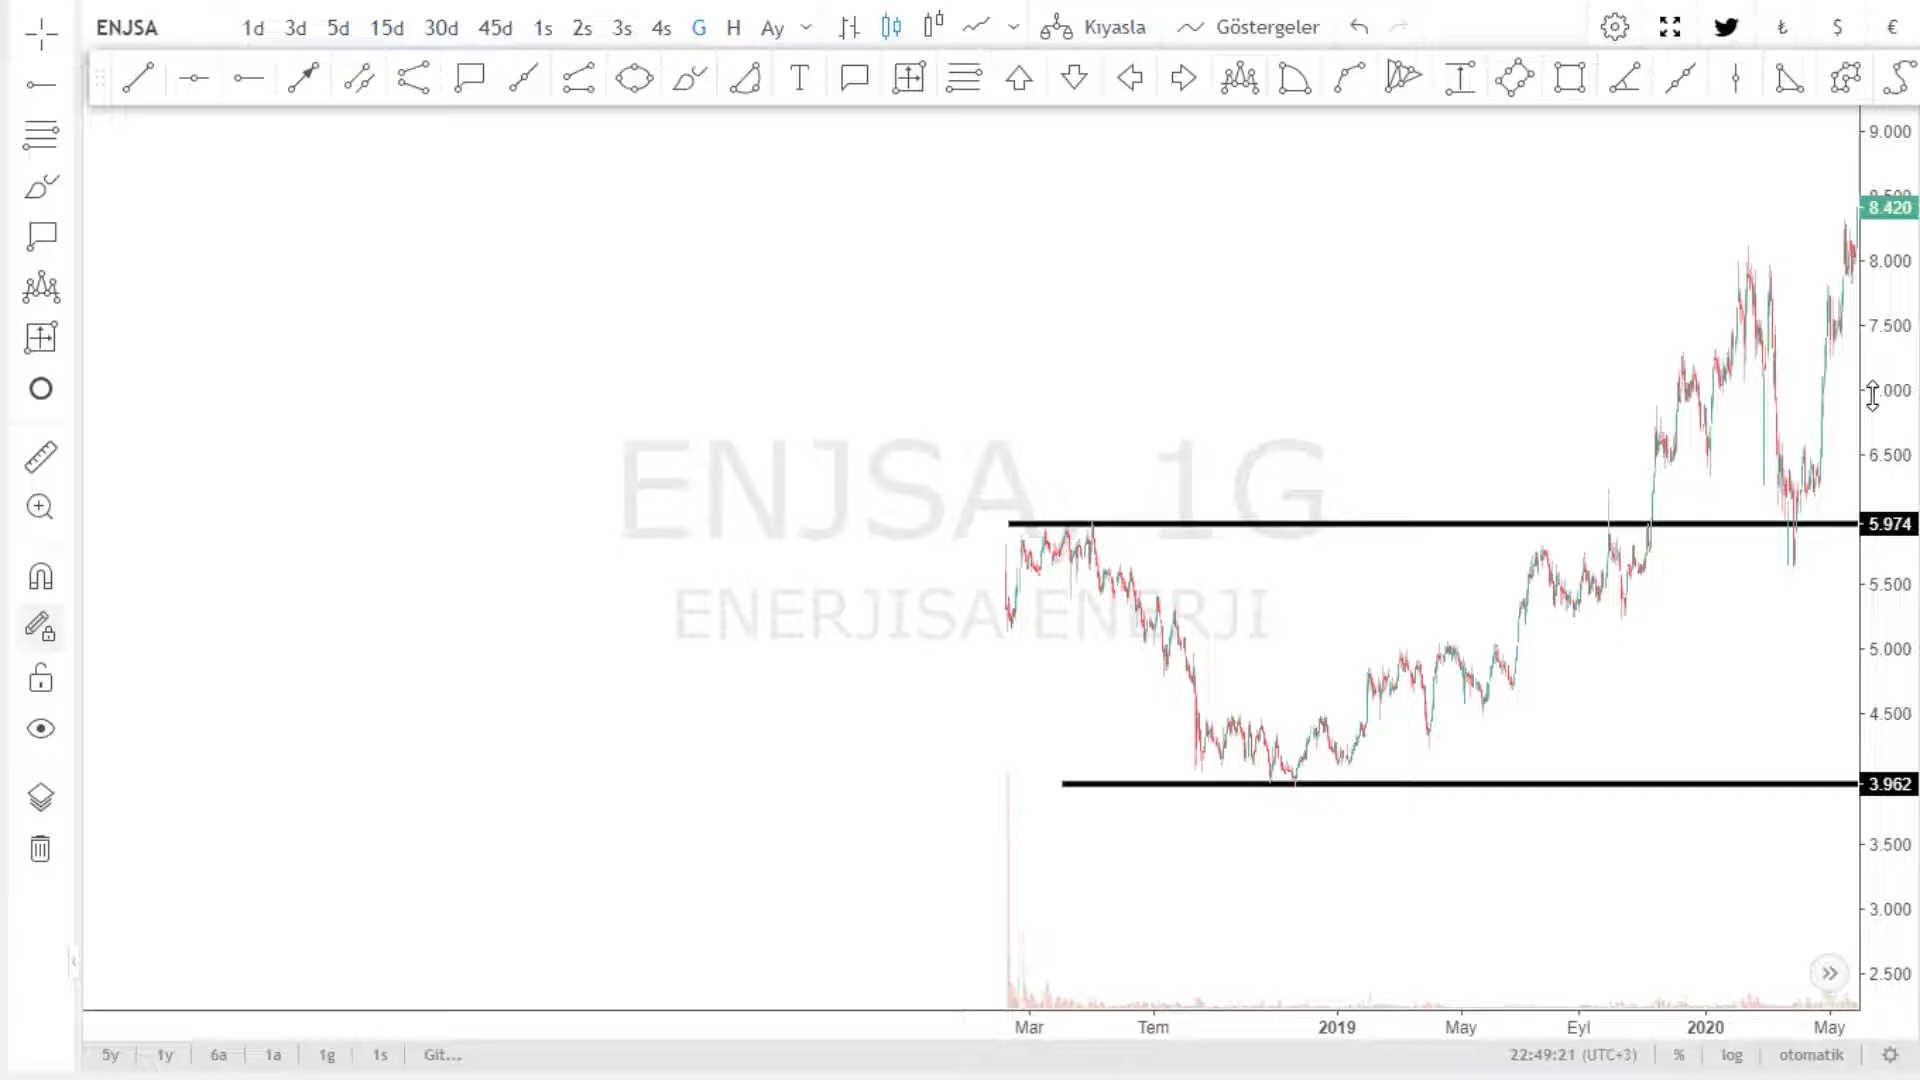 ENJSA 1d 3d 5d 15d 30d 45d 1s 2s 3s 4s G H Ay Kıyasla Göstergeler ₺ $ €
T
9.000
8.420
8.000
7.500
6.500
5.974
5.500
5.000
4.500
3.962
3.500
3.000
2.500
ENJSA 1G
ENERJISA ENERJI
Mar Tem 2019 May Eyl 2020 May
5y 1y 6a 1a 1g 1s Git... 22:49:21 (UTC+3) % log otomatik